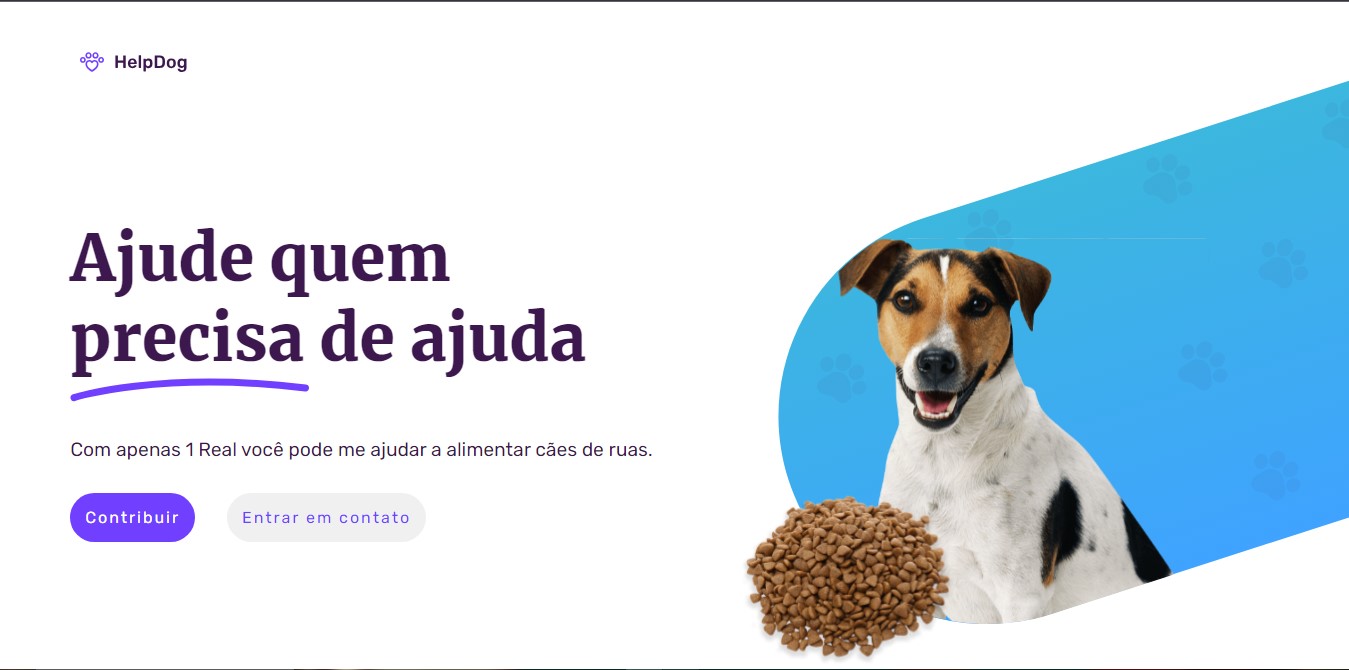 HelpDog
Ajude quem
precisa de ajuda
Com apenas 1 Real você pode me ajudar a alimentar cães de ruas.
Contribuir
Entrar em contato